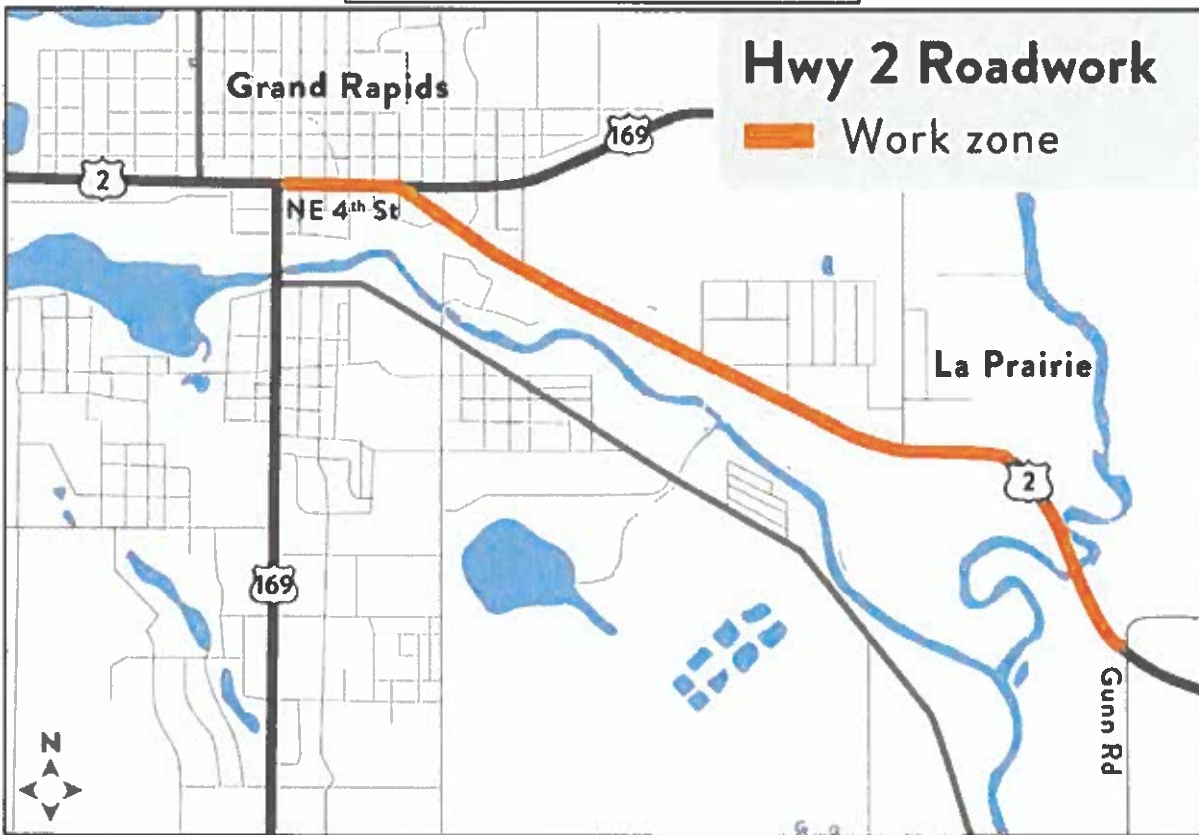 Hwy 2 Roadwork
Work zone
Grand Rapids
169
2
NE 4th St
La Prairie
2
169
Gunn Rd
N